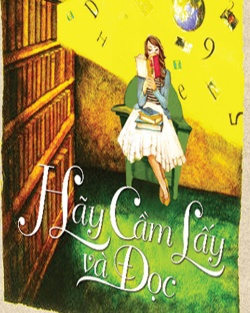 Hãy Cầm Lấy
và Đọc